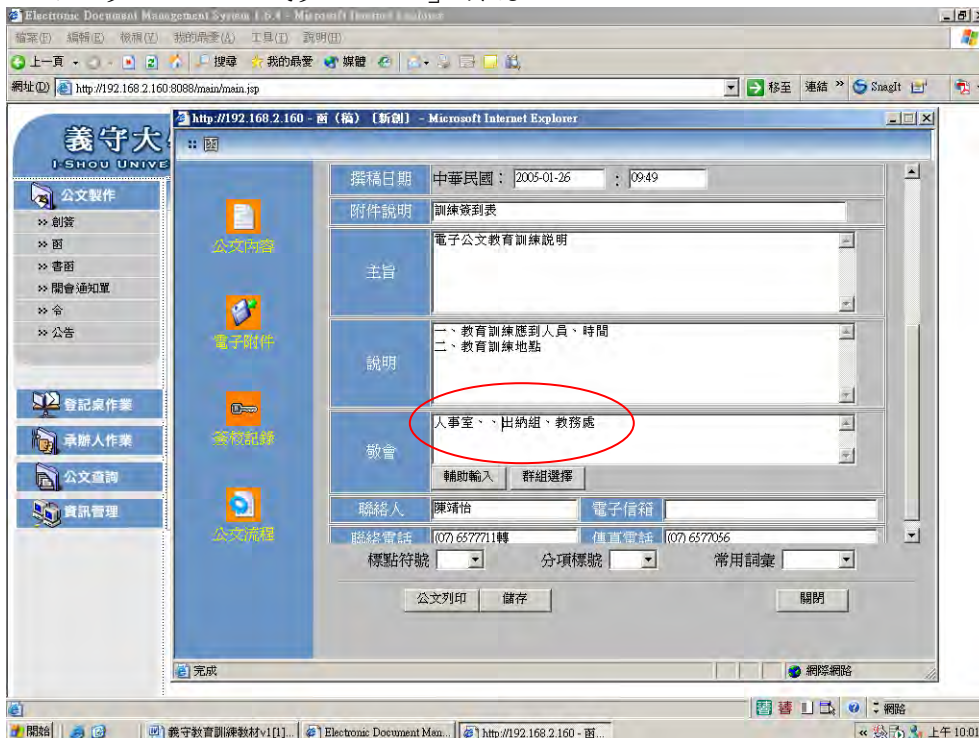 Electronic Document Management System 1.5.4 - Microsoft Internet Explorer
檔案(F) 編輯(E) 檢視(V) 我的最愛(A) 工具(T) 說明(H)
上一頁 搜尋 我的最愛 媒體
網址(D) http://192.168.2.160:8088/main/main.jsp 移至 連結 » SnagIt
義守大
I-SHOU UNIVE
公文製作
>> 創簽
>> 函
>> 書函
>> 開會通知單
>> 令
>> 公告
登記桌作業
承辦人作業
公文查詢
資訊管理
http://192.168.2.160 - 函（稿）〔新創〕 - Microsoft Internet Explorer
:: 函
公文內容
電子附件
簽核記錄
公文流程
撰稿日期 中華民國： 2005-01-26 : 09:49
附件說明 訓練簽到表
主旨 電子公文教育訓練說明
說明 一、教育訓練應到人員、時間
二、教育訓練地點
敬會 人事室、、出納組、教務處
輔助輸入 群組選擇
聯絡人 陳靖怡 電子信箱
聯絡電話 (07) 6577711轉 傳真電話 (07) 6577056
標點符號 分項標號 常用詞彙
公文列印 儲存 關閉
完成 網際網路
網路
開始 義守教育訓練教材v1[1]... Electronic Document Man... http://192.168.2.160 - 函... « 上午 10:0